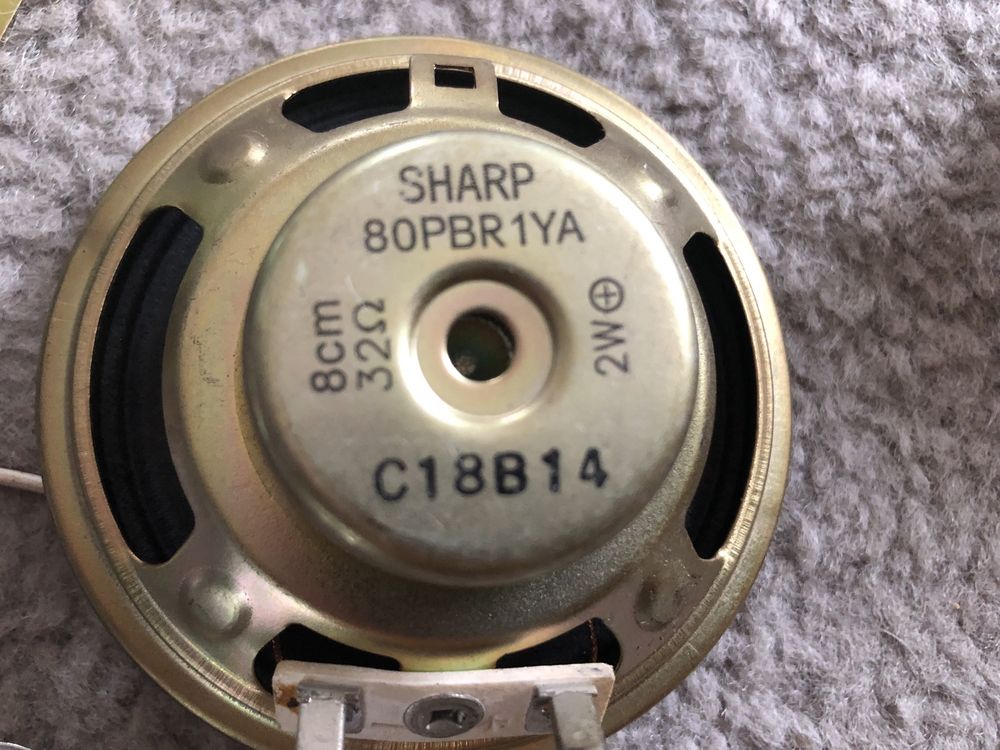 SHARP
80PBR1YA
8cm
32Ω
2W⊕
C18B14